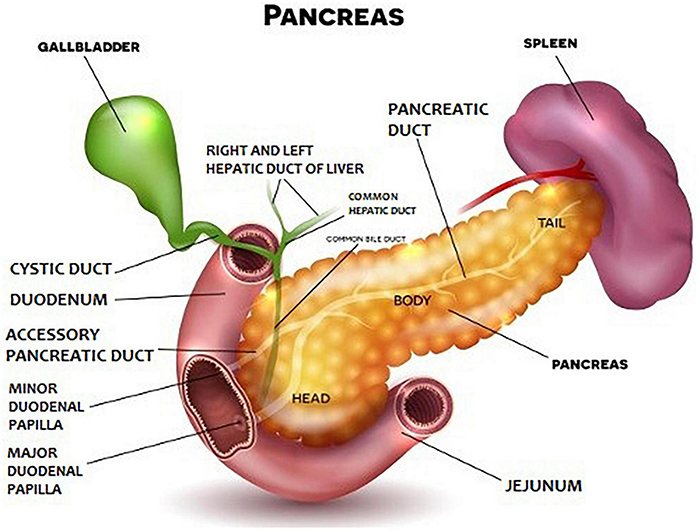 PANCREAS
GALLBLADDER
SPLEEN
PANCREATIC
DUCT
RIGHT AND LEFT
HEPATIC DUCT OF LIVER
COMMON
HEPATIC DUCT
COMMON BILE DUCT
TAIL
CYSTIC DUCT
DUODENUM
BODY
ACCESSORY
PANCREATIC DUCT
PANCREAS
MINOR
DUODENAL
PAPILLA
HEAD
MAJOR
DUODENAL
PAPILLA
JEJUNUM